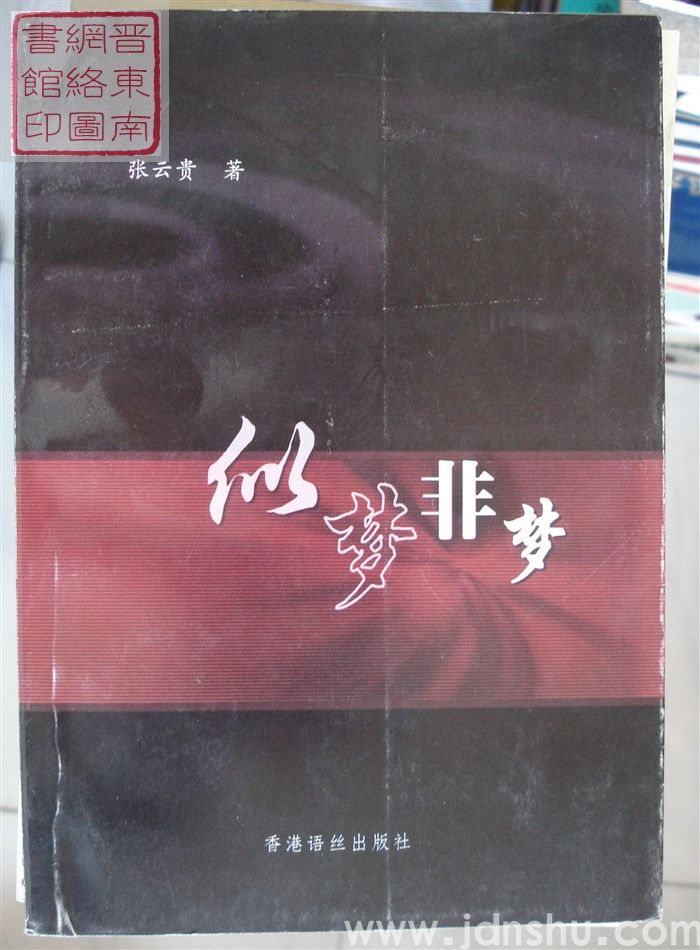 晋東南
網絡圖
書館印
张云贵 著
似梦非梦
香港语丝出版社
www.jdnshu.com